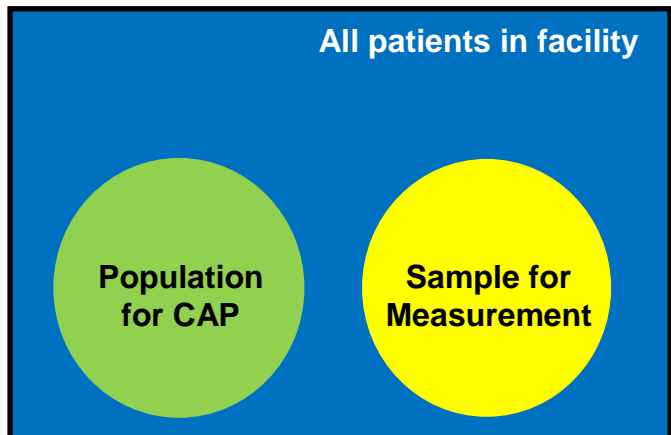 All patients in facility
Population
for CAP
Sample for
Measurement